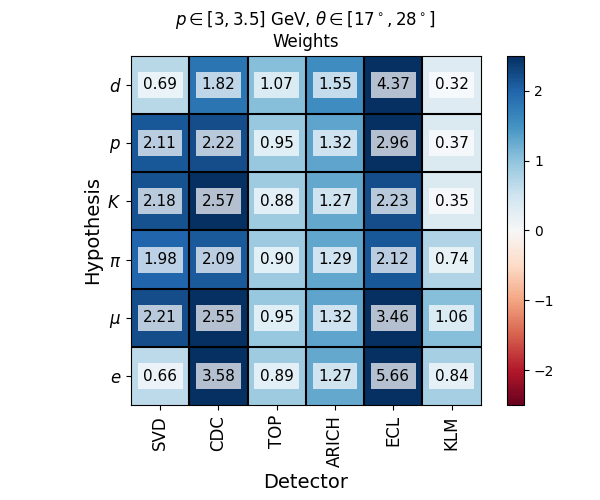 p ∈ [3, 3.5] GeV, θ ∈ [17°, 28°]
Weights
Hypothesis
d 0.69 1.82 1.07 1.55 4.37 0.32
p 2.11 2.22 0.95 1.32 2.96 0.37
K 2.18 2.57 0.88 1.27 2.23 0.35
π 1.98 2.09 0.90 1.29 2.12 0.74
μ 2.21 2.55 0.95 1.32 3.46 1.06
e 0.66 3.58 0.89 1.27 5.66 0.84
SVD CDC TOP ARICH ECL KLM
Detector
2
1
0
−1
−2